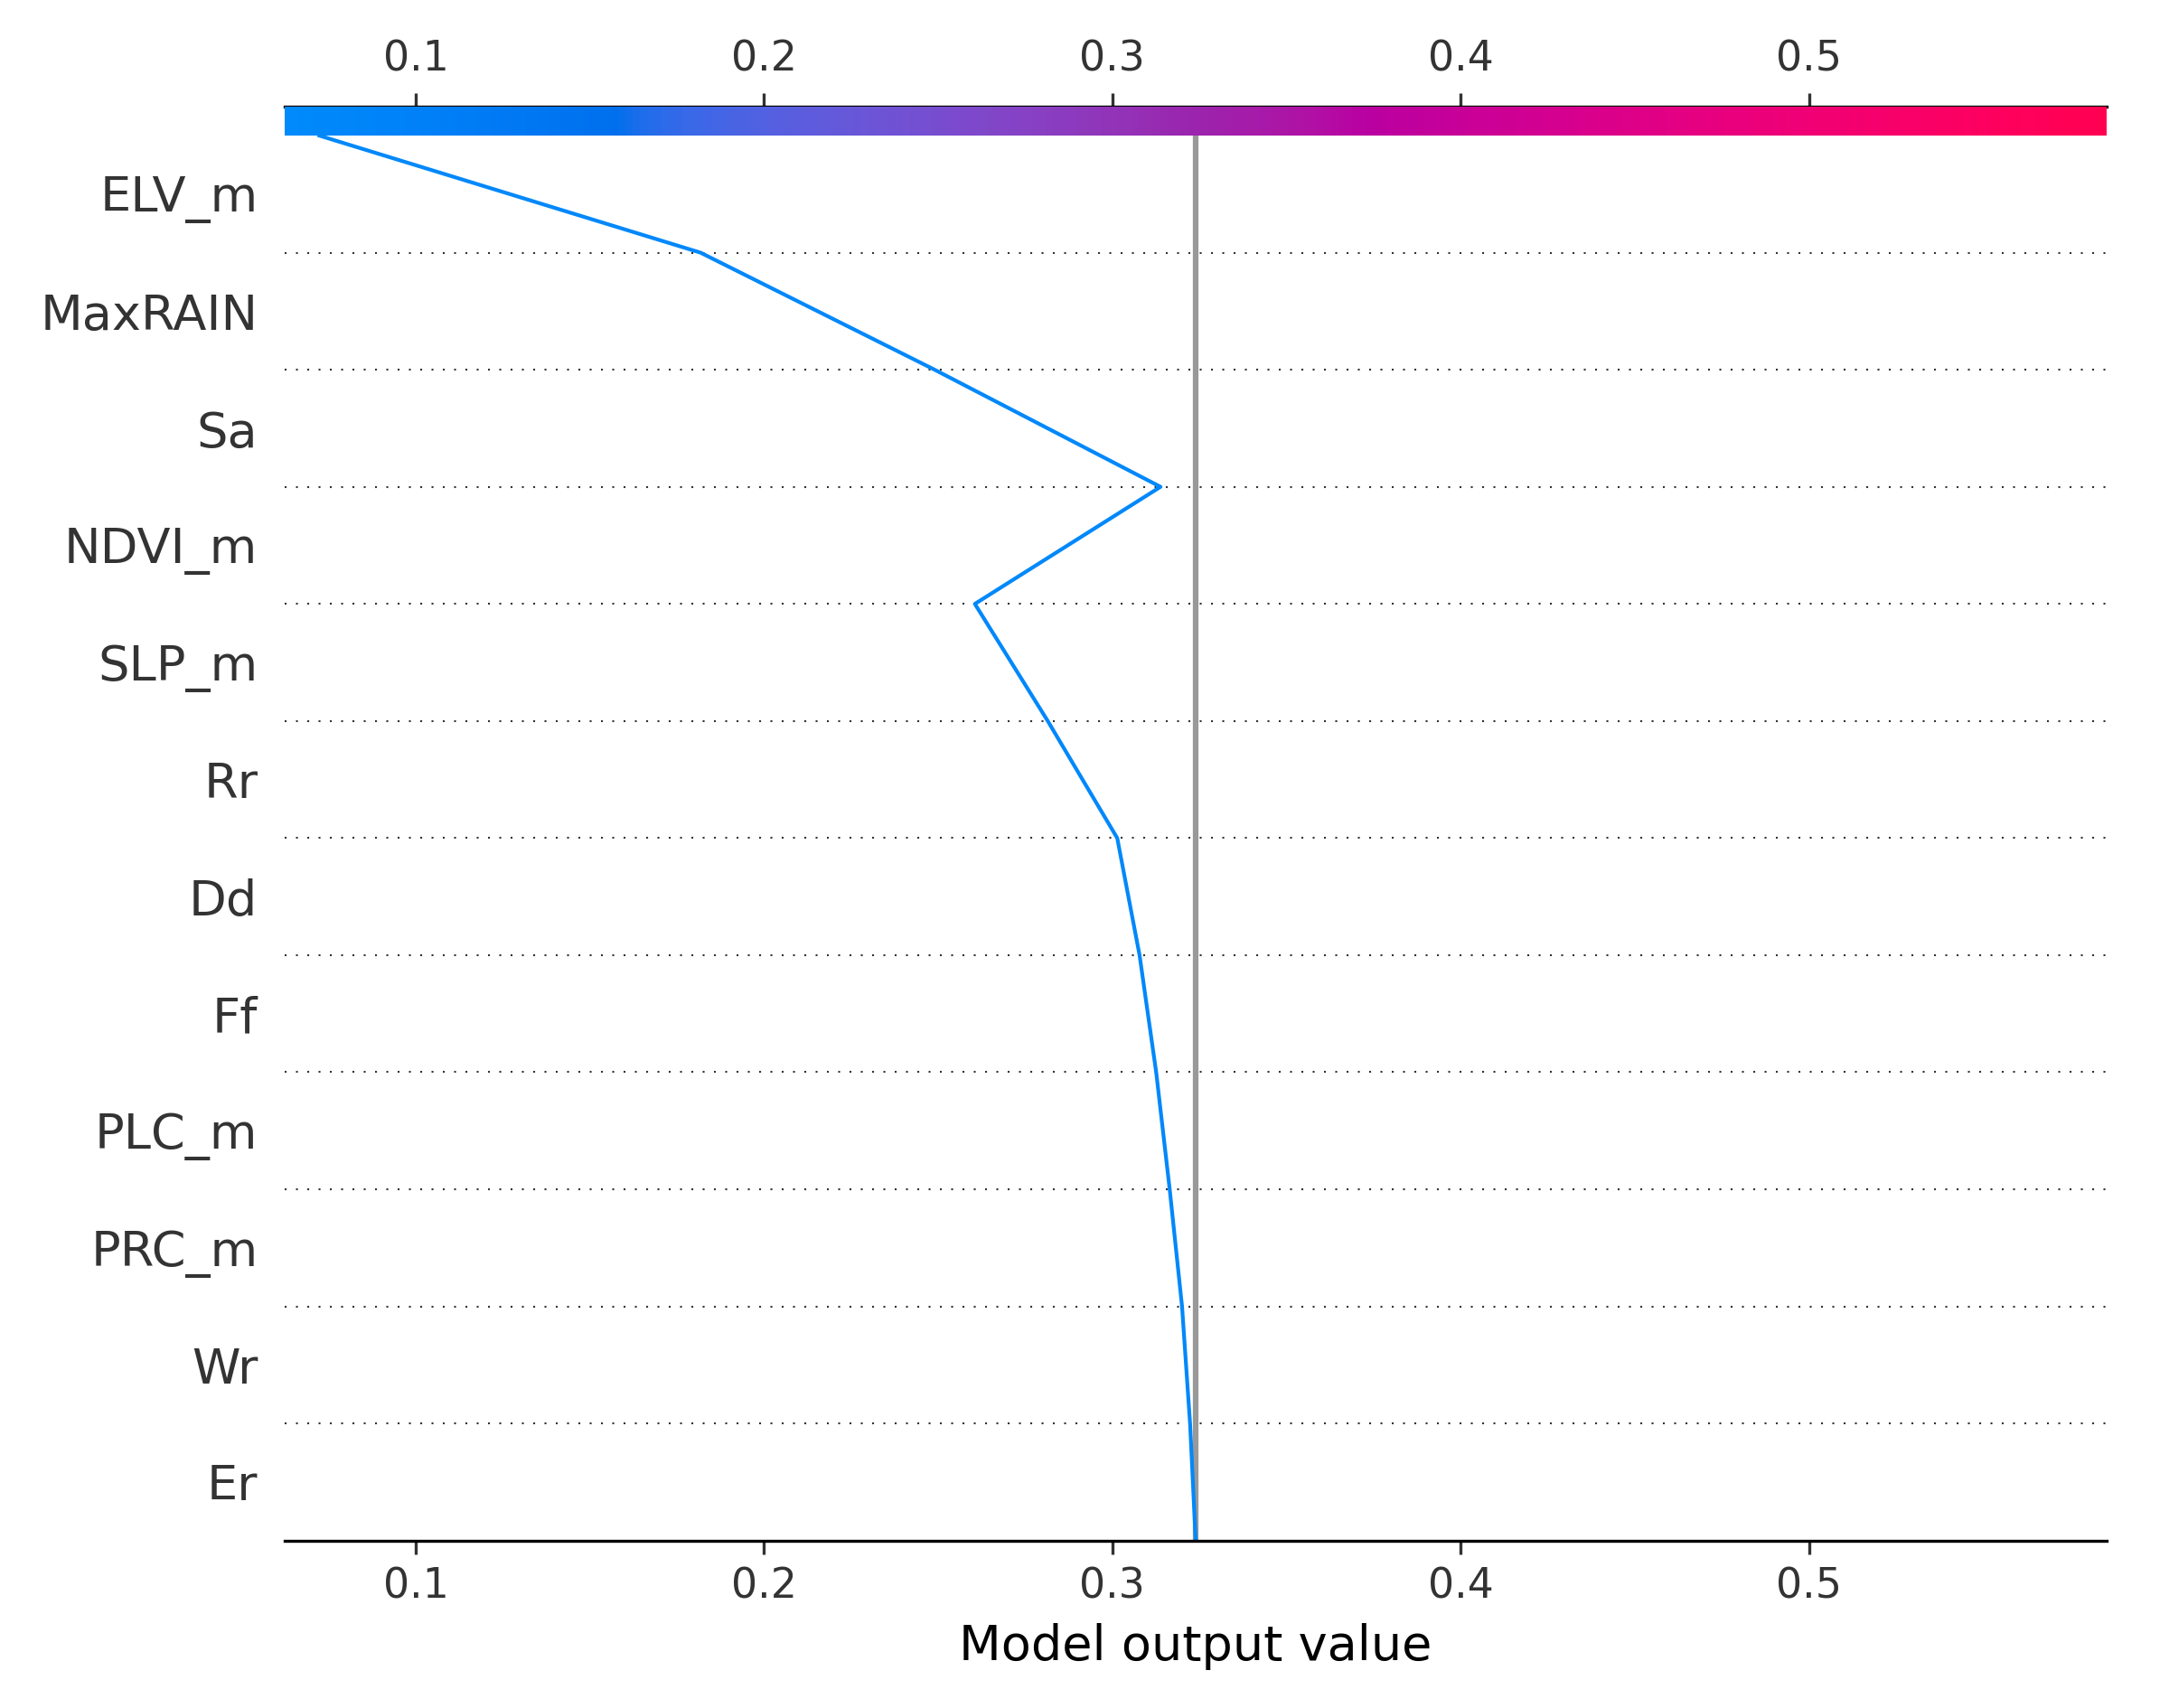 0.1 0.2 0.3 0.4 0.5
ELV_m
MaxRAIN
Sa
NDVI_m
SLP_m
Rr
Dd
Ff
PLC_m
PRC_m
Wr
Er
0.1 0.2 0.3 0.4 0.5
Model output value